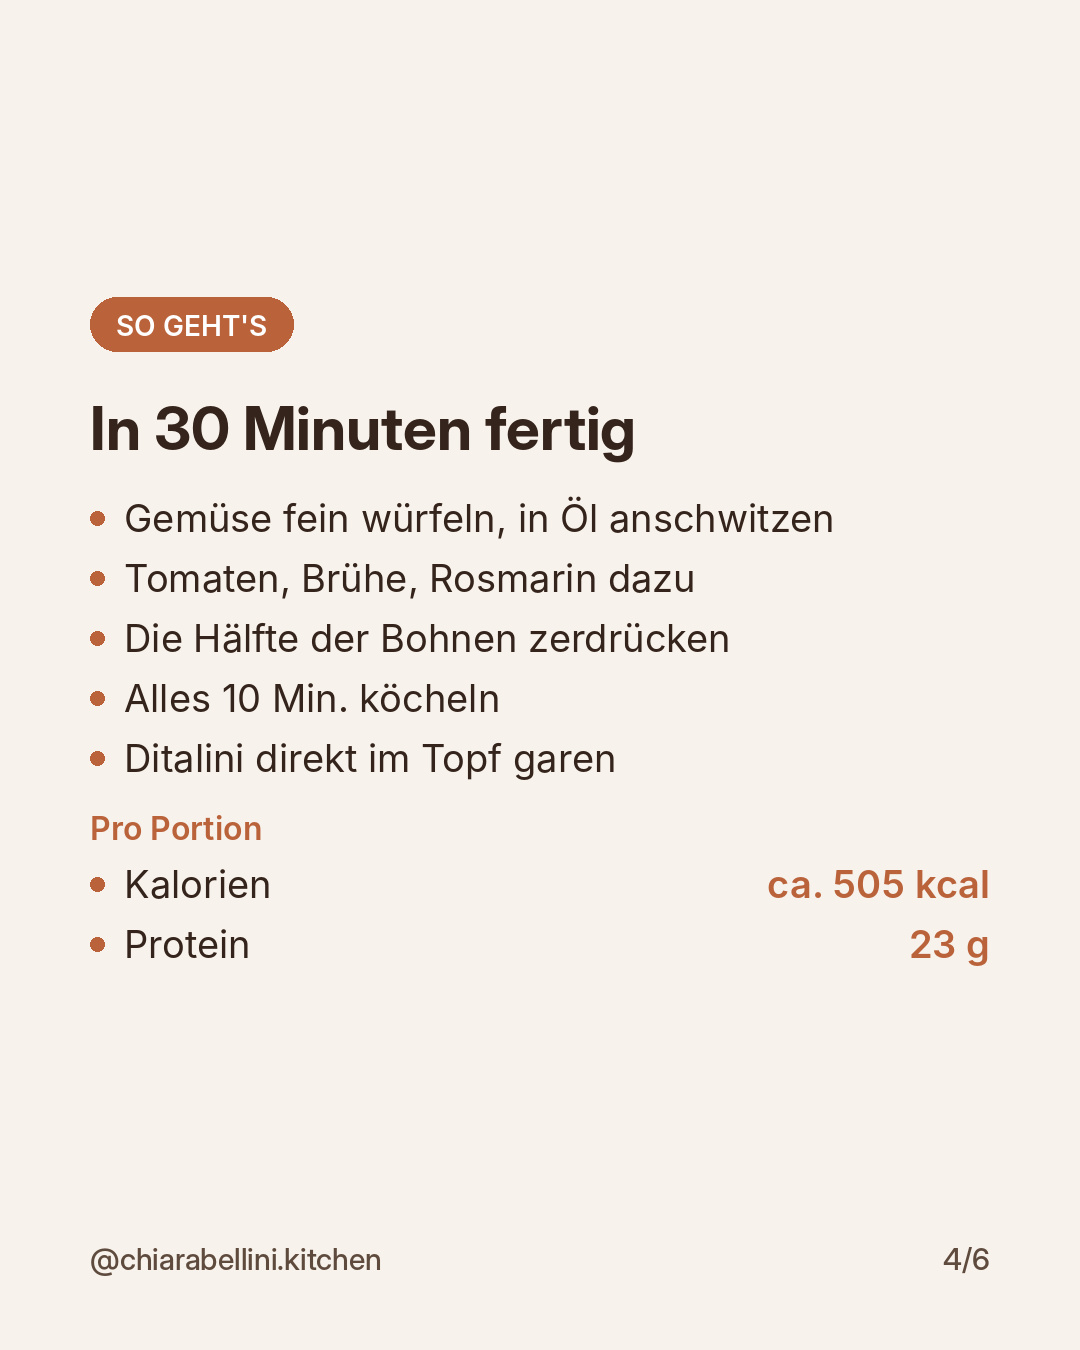 SO GEHT'S
In 30 Minuten fertig
• Gemüse fein würfeln, in Öl anschwitzen
• Tomaten, Brühe, Rosmarin dazu
• Die Hälfte der Bohnen zerdrücken
• Alles 10 Min. köcheln
• Ditalini direkt im Topf garen
Pro Portion
• Kalorien ca. 505 kcal
• Protein 23 g
@chiarabellini.kitchen 4/6